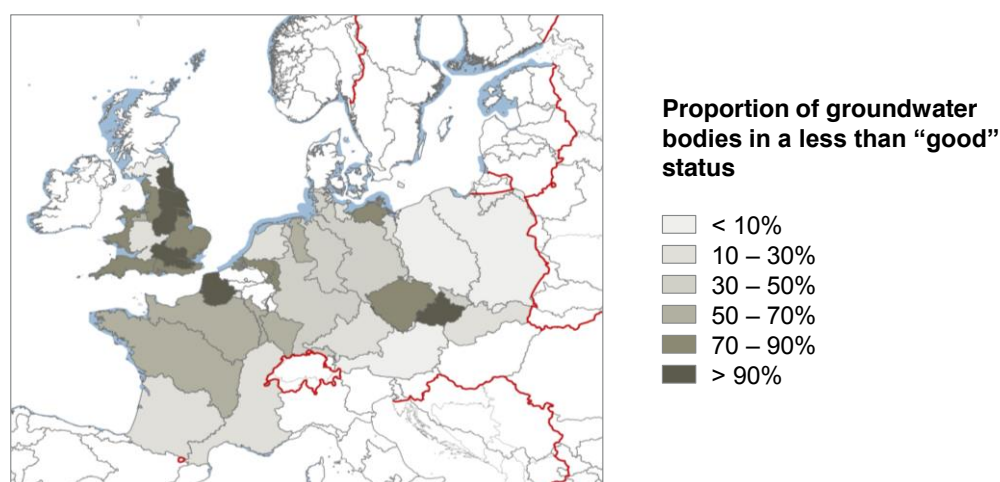 Proportion of groundwater
bodies in a less than “good”
status
< 10%
10 – 30%
30 – 50%
50 – 70%
70 – 90%
> 90%